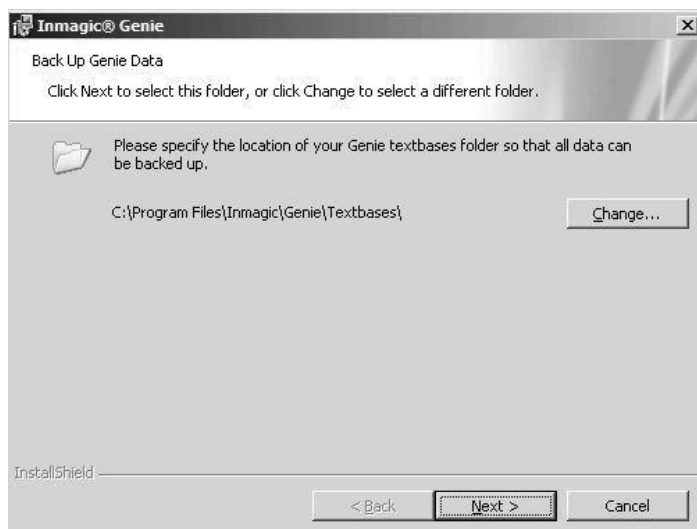 Inmagic® Genie
Back Up Genie Data
Click Next to select this folder, or click Change to select a different folder.
Please specify the location of your Genie textbases folder so that all data can
be backed up.
C:\Program Files\Inmagic\Genie\Textbases\
Change...
InstallShield
< Back
Next >
Cancel